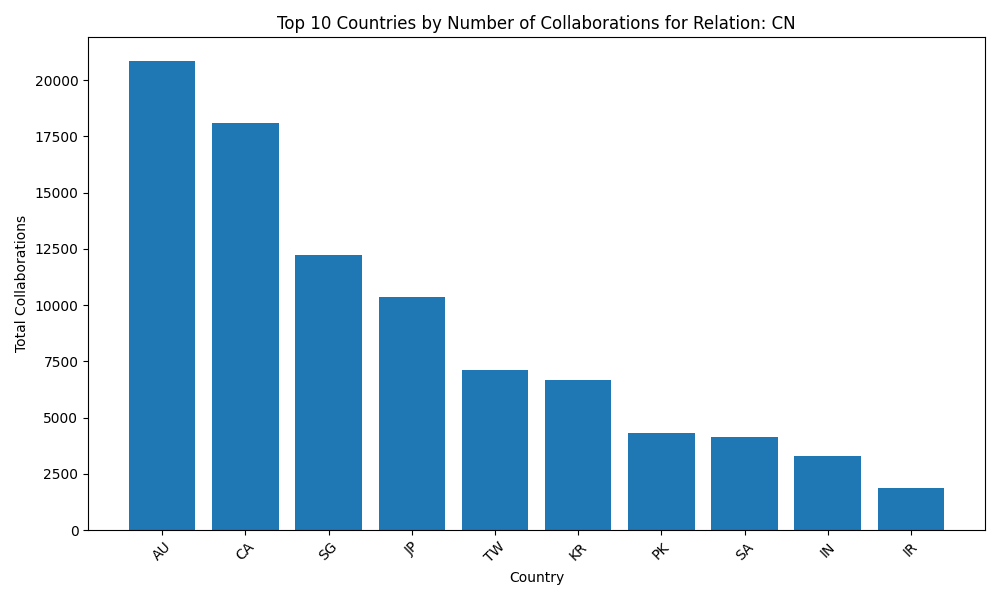 Top 10 Countries by Number of Collaborations for Relation: CN
Total Collaborations
20000
17500
15000
12500
10000
7500
5000
2500
0
AU CA SG JP TW KR PK SA IN IR
Country